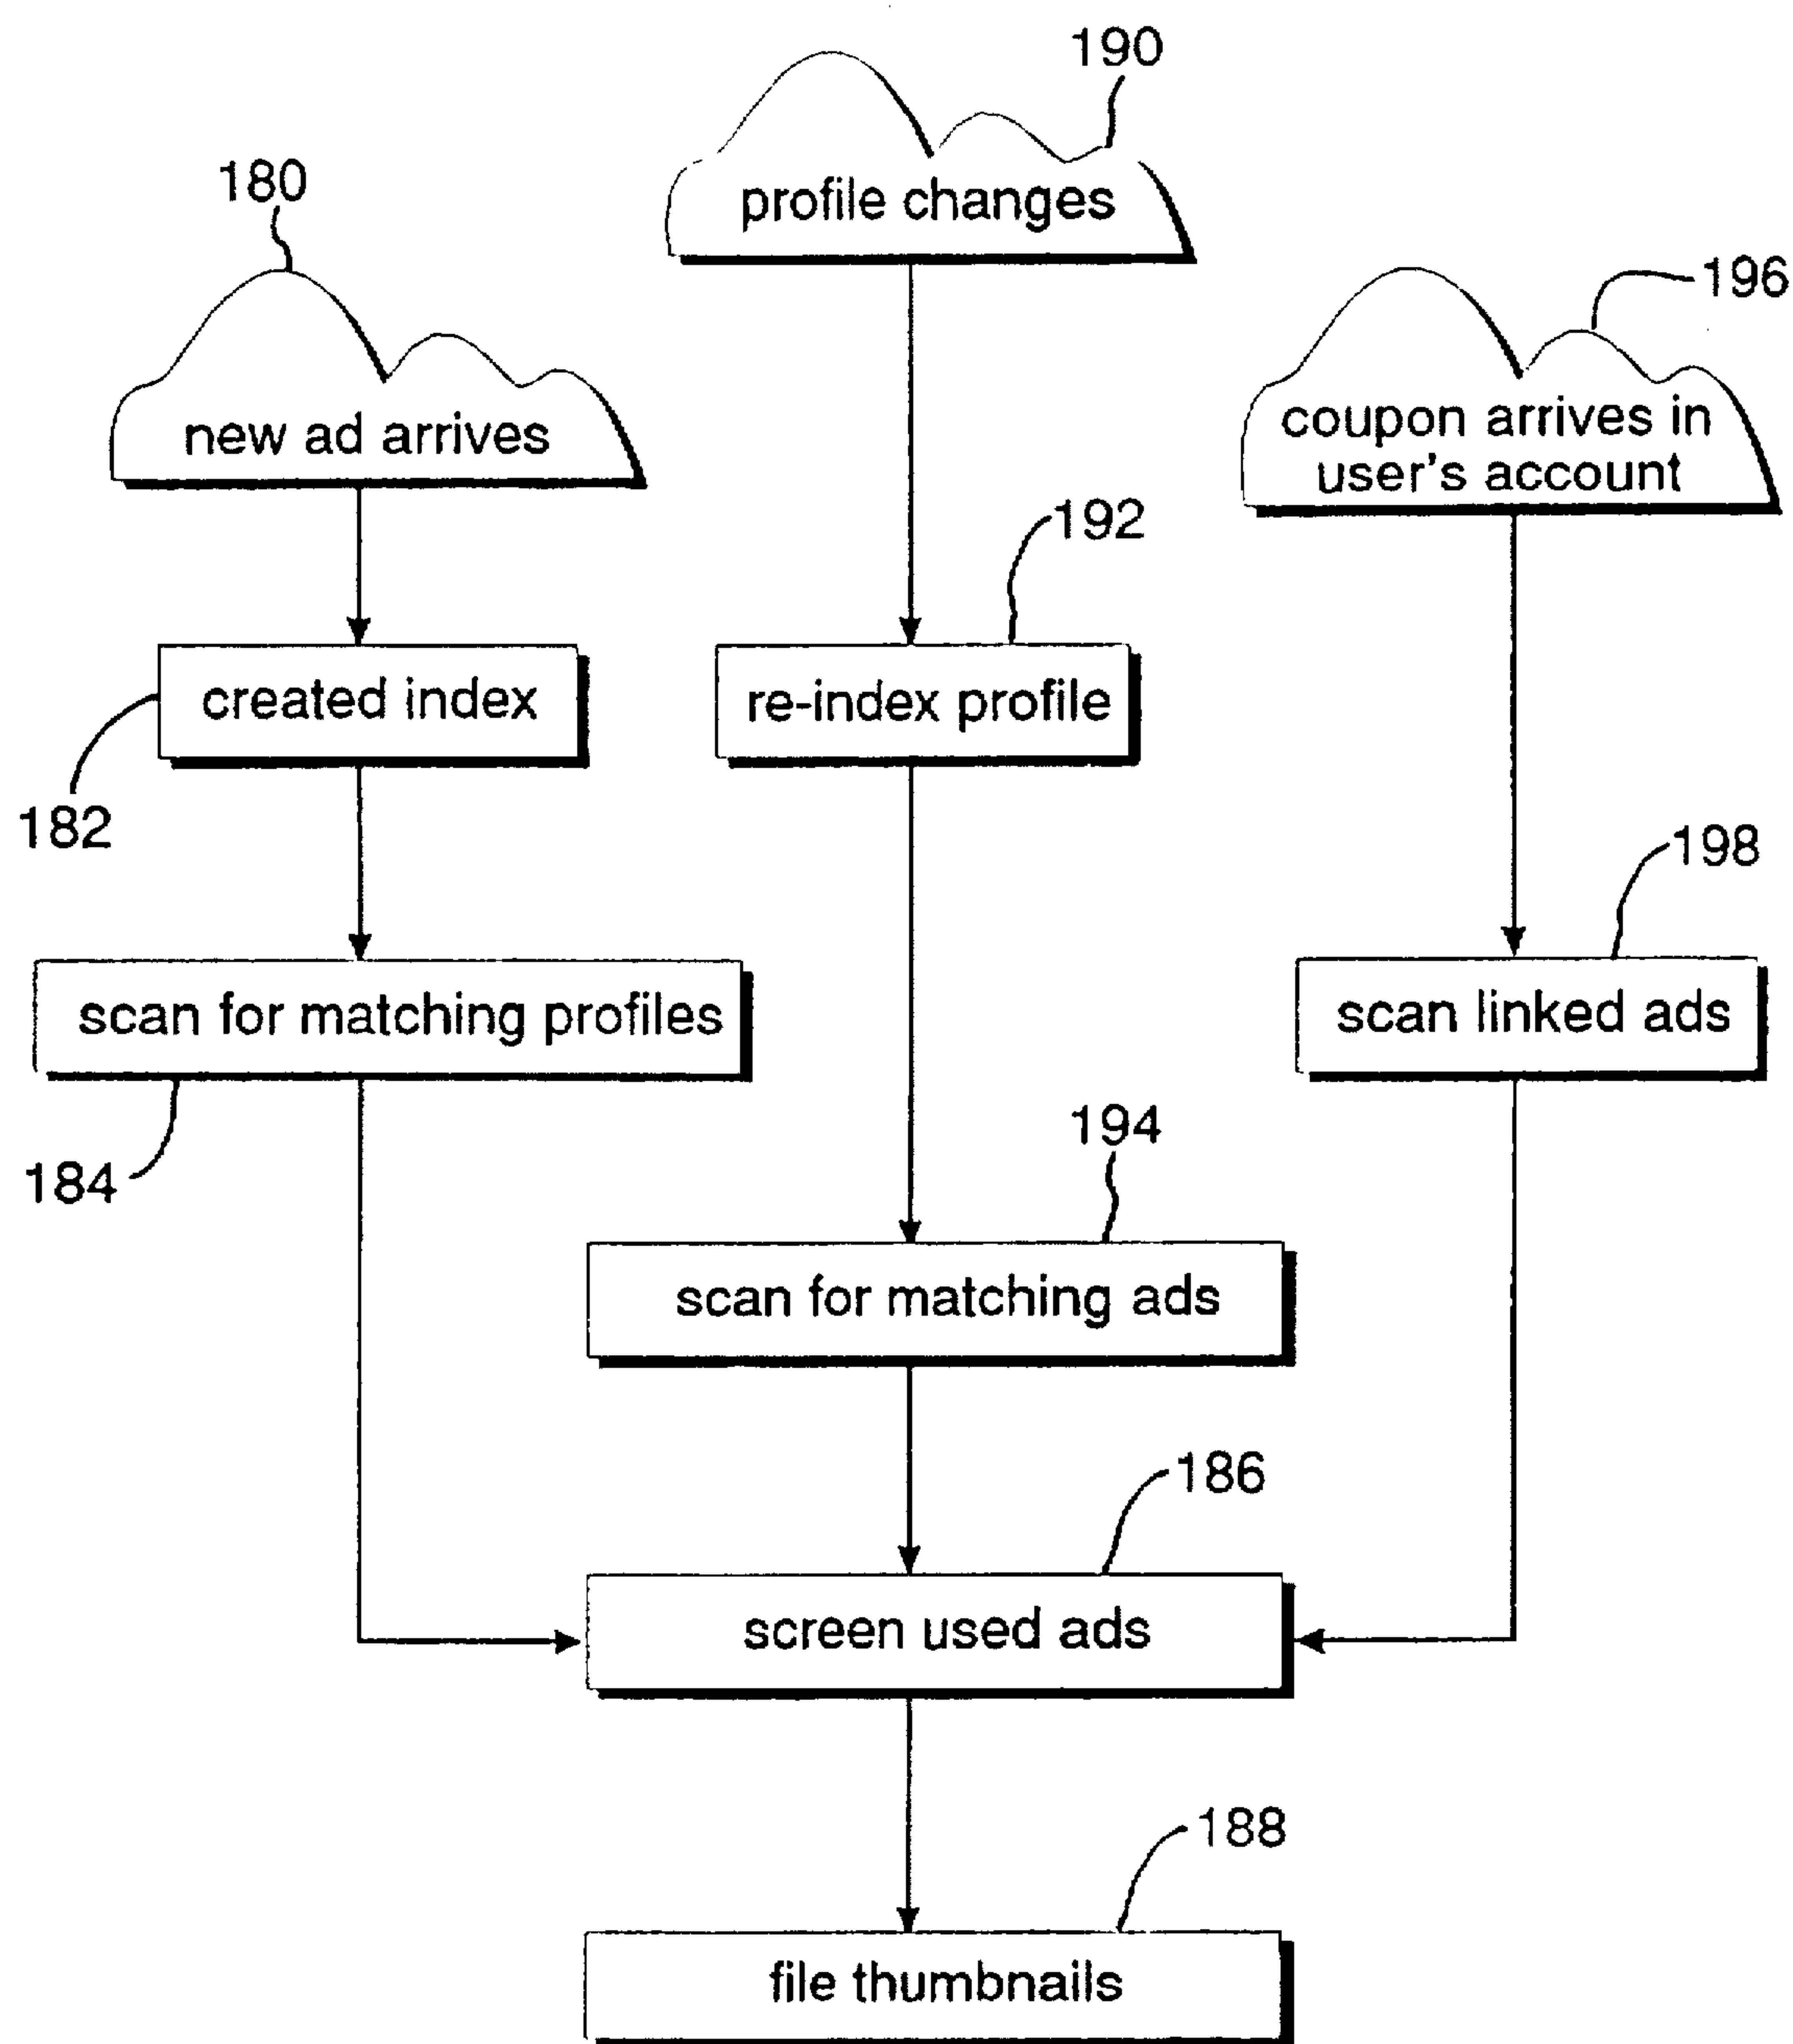 190
profile changes
180
new ad arrives
196
coupon arrives in
user's account
192
created index
re-index profile
182
198
scan for matching profiles
scan linked ads
184
194
scan for matching ads
186
screen used ads
188
file thumbnails